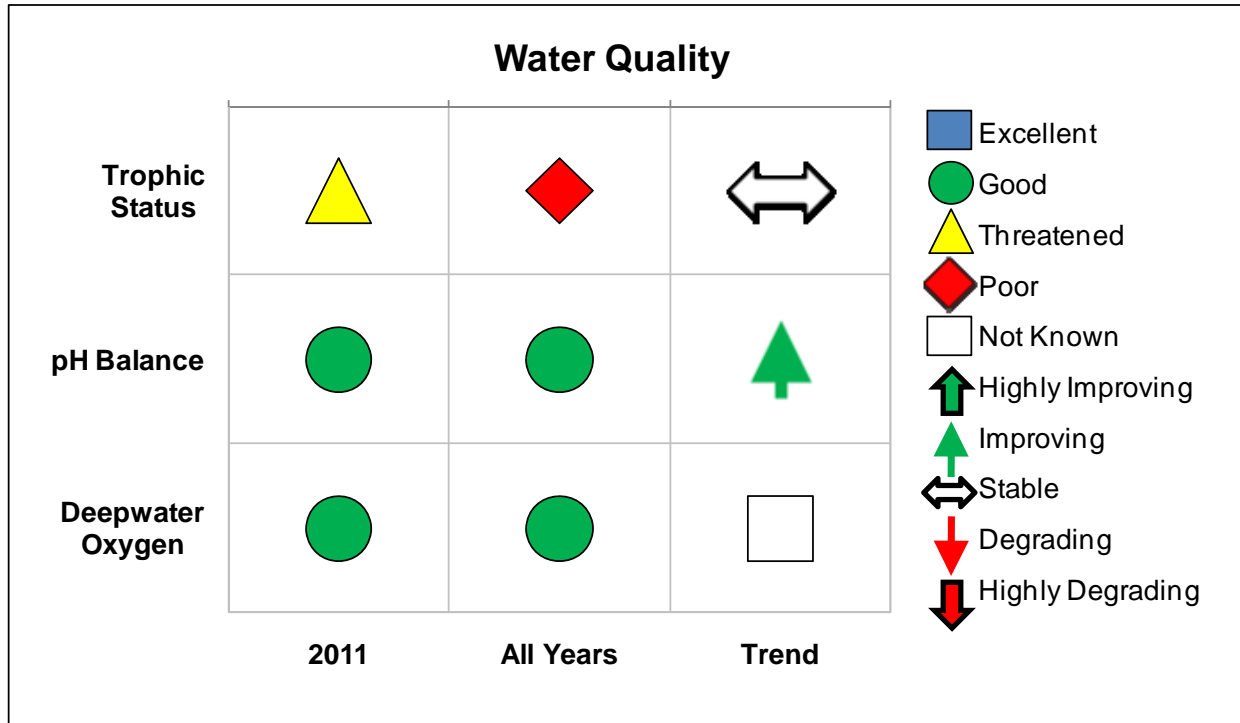 Water Quality
Trophic
Status
pH Balance
Deepwater
Oxygen
2011
All Years
Trend
Excellent
Good
Threatened
Poor
Not Known
Highly Improving
Improving
Stable
Degrading
Highly Degrading